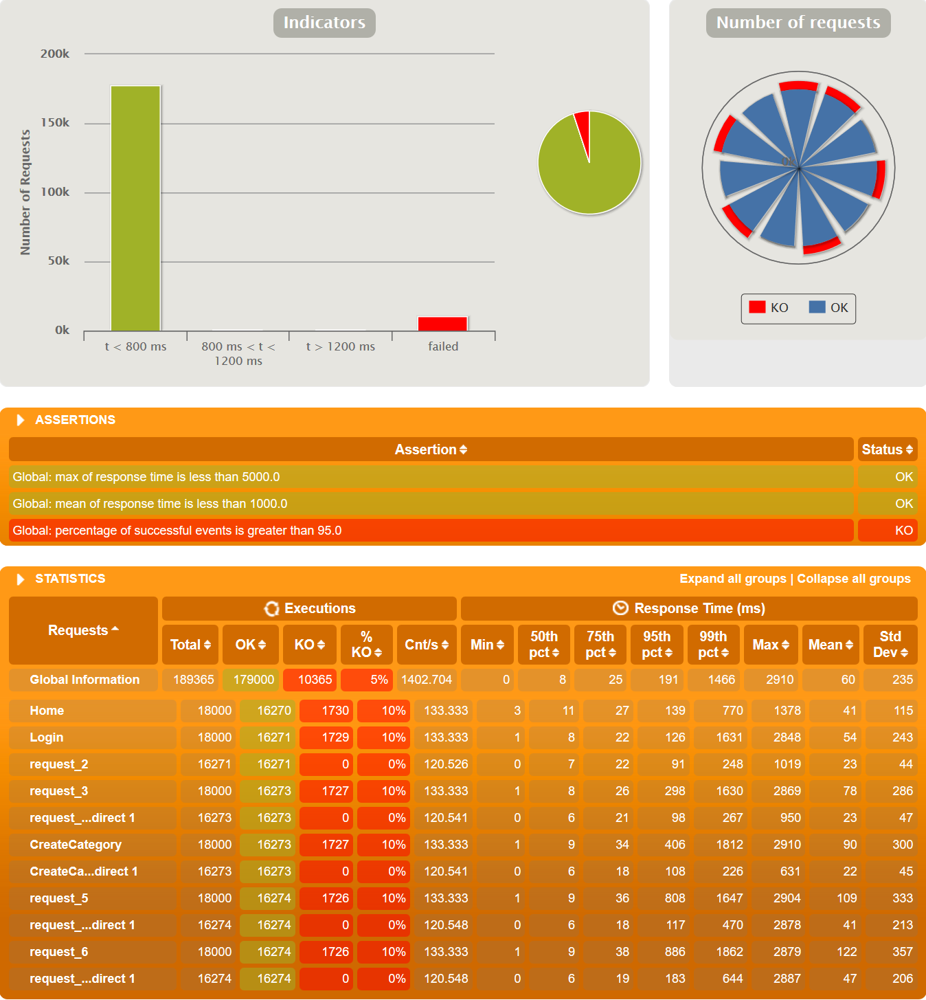 Indicators
Number of requests
200k
150k
100k
50k
0k
Number of Requests
t < 800 ms
800 ms < t <
1200 ms
t > 1200 ms
failed
0k
KO OK
ASSERTIONS
Assertion Status
Global: max of response time is less than 5000.0 OK
Global: mean of response time is less than 1000.0 OK
Global: percentage of successful events is greater than 95.0 KO
STATISTICS Expand all groups | Collapse all groups
Requests Executions Response Time (ms)
Total OK KO % KO Cnt/s Min 50th pct 75th pct 95th pct 99th pct Max Mean Std Dev
Global Information 189365 179000 10365 5% 1402.704 0 8 25 191 1466 2910 60 235
Home 18000 16270 1730 10% 133.333 3 11 27 139 770 1378 41 115
Login 18000 16271 1729 10% 133.333 1 8 22 126 1631 2848 54 243
request_2 16271 16271 0 0% 120.526 0 7 22 91 248 1019 23 44
request_3 18000 16273 1727 10% 133.333 1 8 26 298 1630 2869 78 286
request_...direct 1 16273 16273 0 0% 120.541 0 6 21 98 267 950 23 47
CreateCategory 18000 16273 1727 10% 133.333 1 9 34 406 1812 2910 90 300
CreateCa...direct 1 16273 16273 0 0% 120.541 0 6 18 108 226 631 22 45
request_5 18000 16274 1726 10% 133.333 1 9 36 808 1647 2904 109 333
request_...direct 1 16274 16274 0 0% 120.548 0 6 18 117 470 2878 41 213
request_6 18000 16274 1726 10% 133.333 1 9 38 886 1862 2879 122 357
request_...direct 1 16274 16274 0 0% 120.548 0 6 19 183 644 2887 47 206